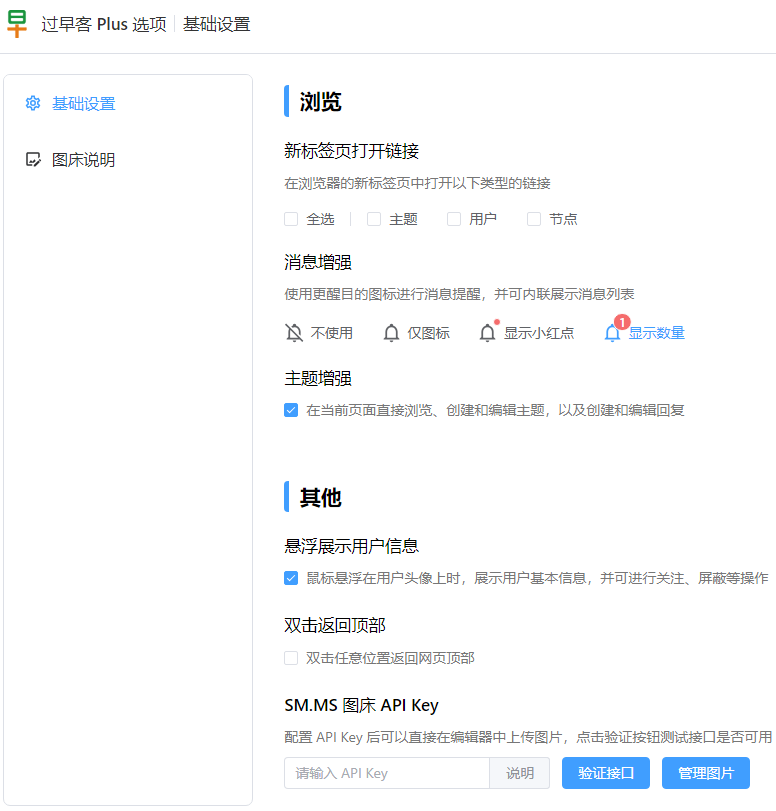 过早客 Plus 选项 基础设置
基础设置
图床说明
浏览
新标签页打开链接
在浏览器的新标签页中打开以下类型的链接
全选 主题 用户 节点
消息增强
使用更醒目的图标进行消息提醒，并可内联展示消息列表
不使用 仅图标 显示小红点 1 显示数量
主题增强
在当前页面直接浏览、创建和编辑主题，以及创建和编辑回复
其他
悬浮展示用户信息
鼠标悬浮在用户头像上时，展示用户基本信息，并可进行关注、屏蔽等操作
双击返回顶部
双击任意位置返回网页顶部
SM.MS 图床 API Key
配置 API Key 后可以直接在编辑器中上传图片，点击验证按钮测试接口是否可用
请输入 API Key 说明 验证接口 管理图片